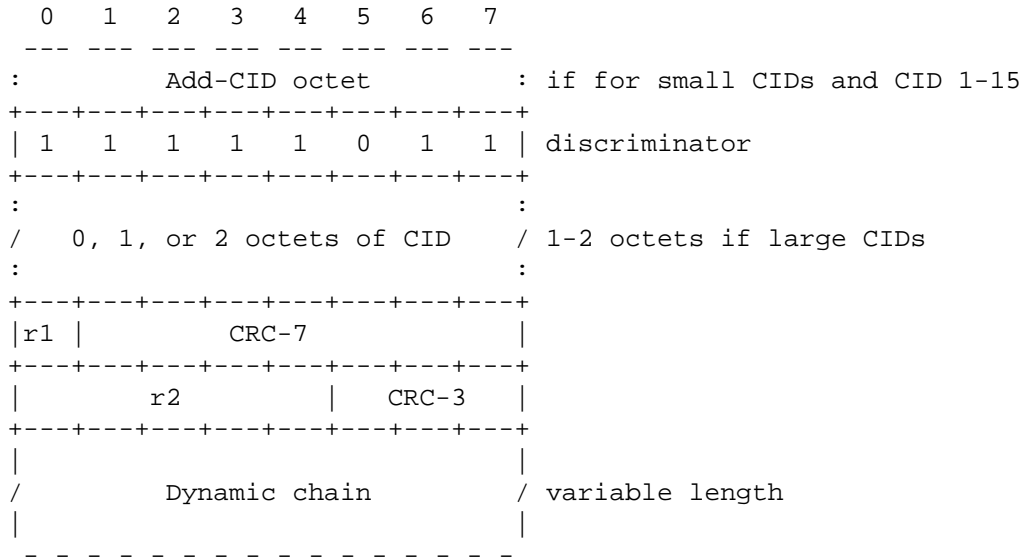 0   1   2   3   4   5   6   7
 --- --- --- --- --- --- --- ---
:         Add-CID octet         : if for small CIDs and CID 1-15
+---+---+---+---+---+---+---+---+
| 1   1   1   1   1   0   1   1 | discriminator
+---+---+---+---+---+---+---+---+
:                               :
/   0, 1, or 2 octets of CID    / 1-2 octets if large CIDs
:                               :
+---+---+---+---+---+---+---+---+
|r1 |         CRC-7             |
+---+---+---+---+---+---+---+---+
|        r2         |   CRC-3   |
+---+---+---+---+---+---+---+---+
|                               |
/         Dynamic chain         / variable length
|                               |
 - - - - - - - - - - - - - - - -